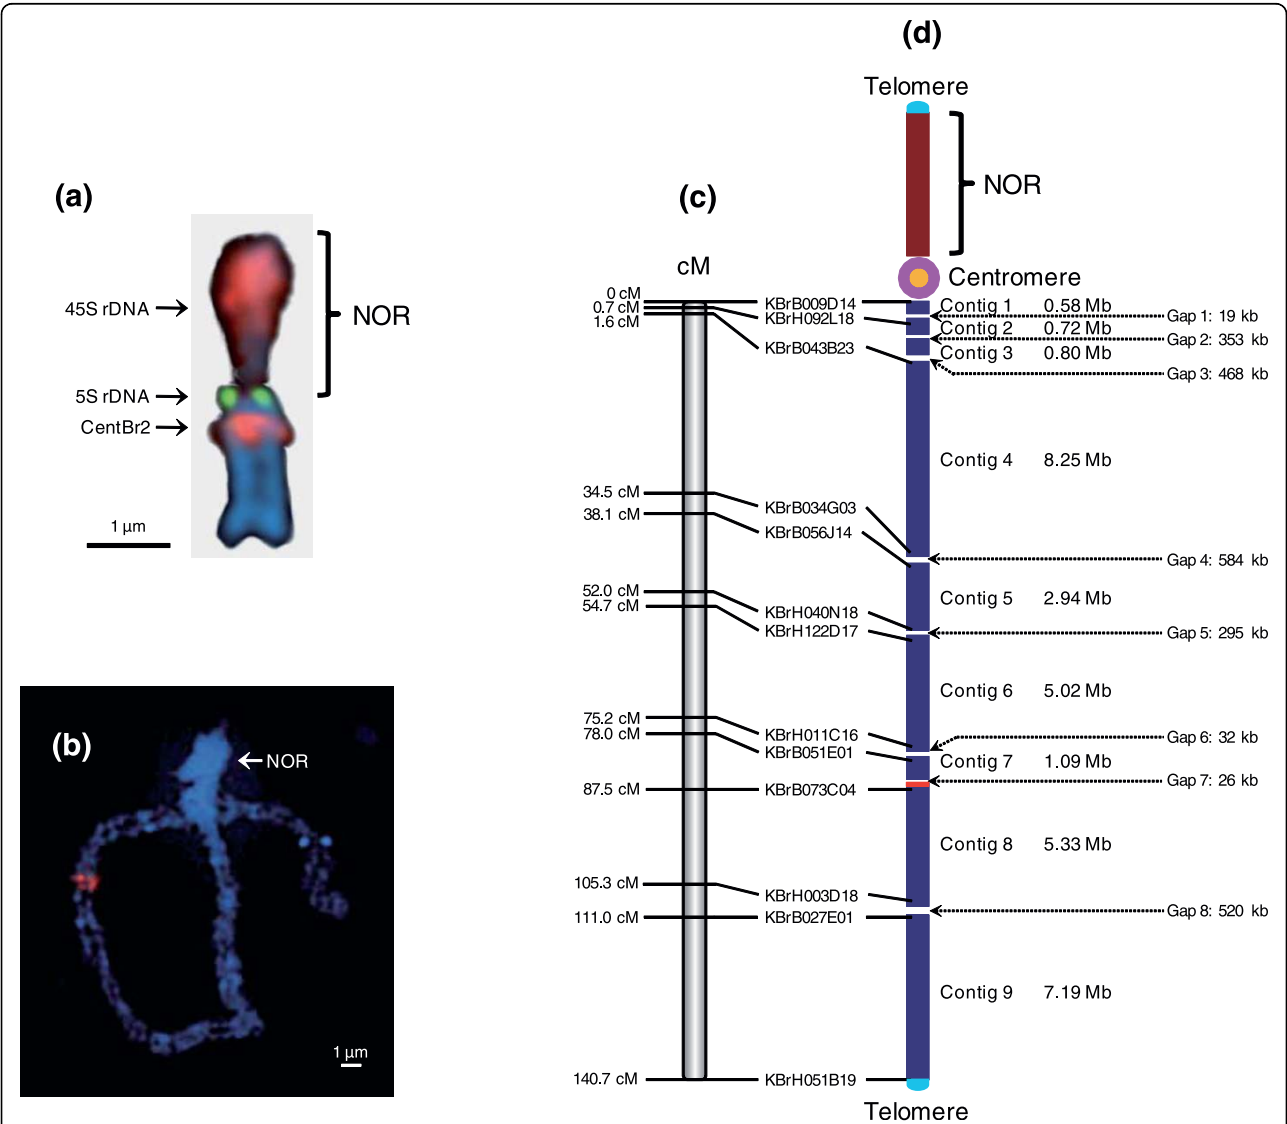 (a)
45S rDNA
5S rDNA
CentBr2
NOR
1 µm
(b)
NOR
1 µm
(c)
cM
0 cM
0.7 cM
1.6 cM
34.5 cM
38.1 cM
52.0 cM
54.7 cM
75.2 cM
78.0 cM
87.5 cM
105.3 cM
111.0 cM
140.7 cM
KBrB009D14
KBrH092L18
KBrB043B23
KBrB034G03
KBrB056J14
KBrH040N18
KBrH122D17
KBrH011C16
KBrB051E01
KBrB073C04
KBrH003D18
KBrB027E01
KBrH051B19
(d)
Telomere
NOR
Centromere
Contig 1 0.58 Mb
Contig 2 0.72 Mb
Contig 3 0.80 Mb
Contig 4 8.25 Mb
Contig 5 2.94 Mb
Contig 6 5.02 Mb
Contig 7 1.09 Mb
Contig 8 5.33 Mb
Contig 9 7.19 Mb
Gap 1: 19 kb
Gap 2: 353 kb
Gap 3: 468 kb
Gap 4: 584 kb
Gap 5: 295 kb
Gap 6: 32 kb
Gap 7: 26 kb
Gap 8: 520 kb
Telomere